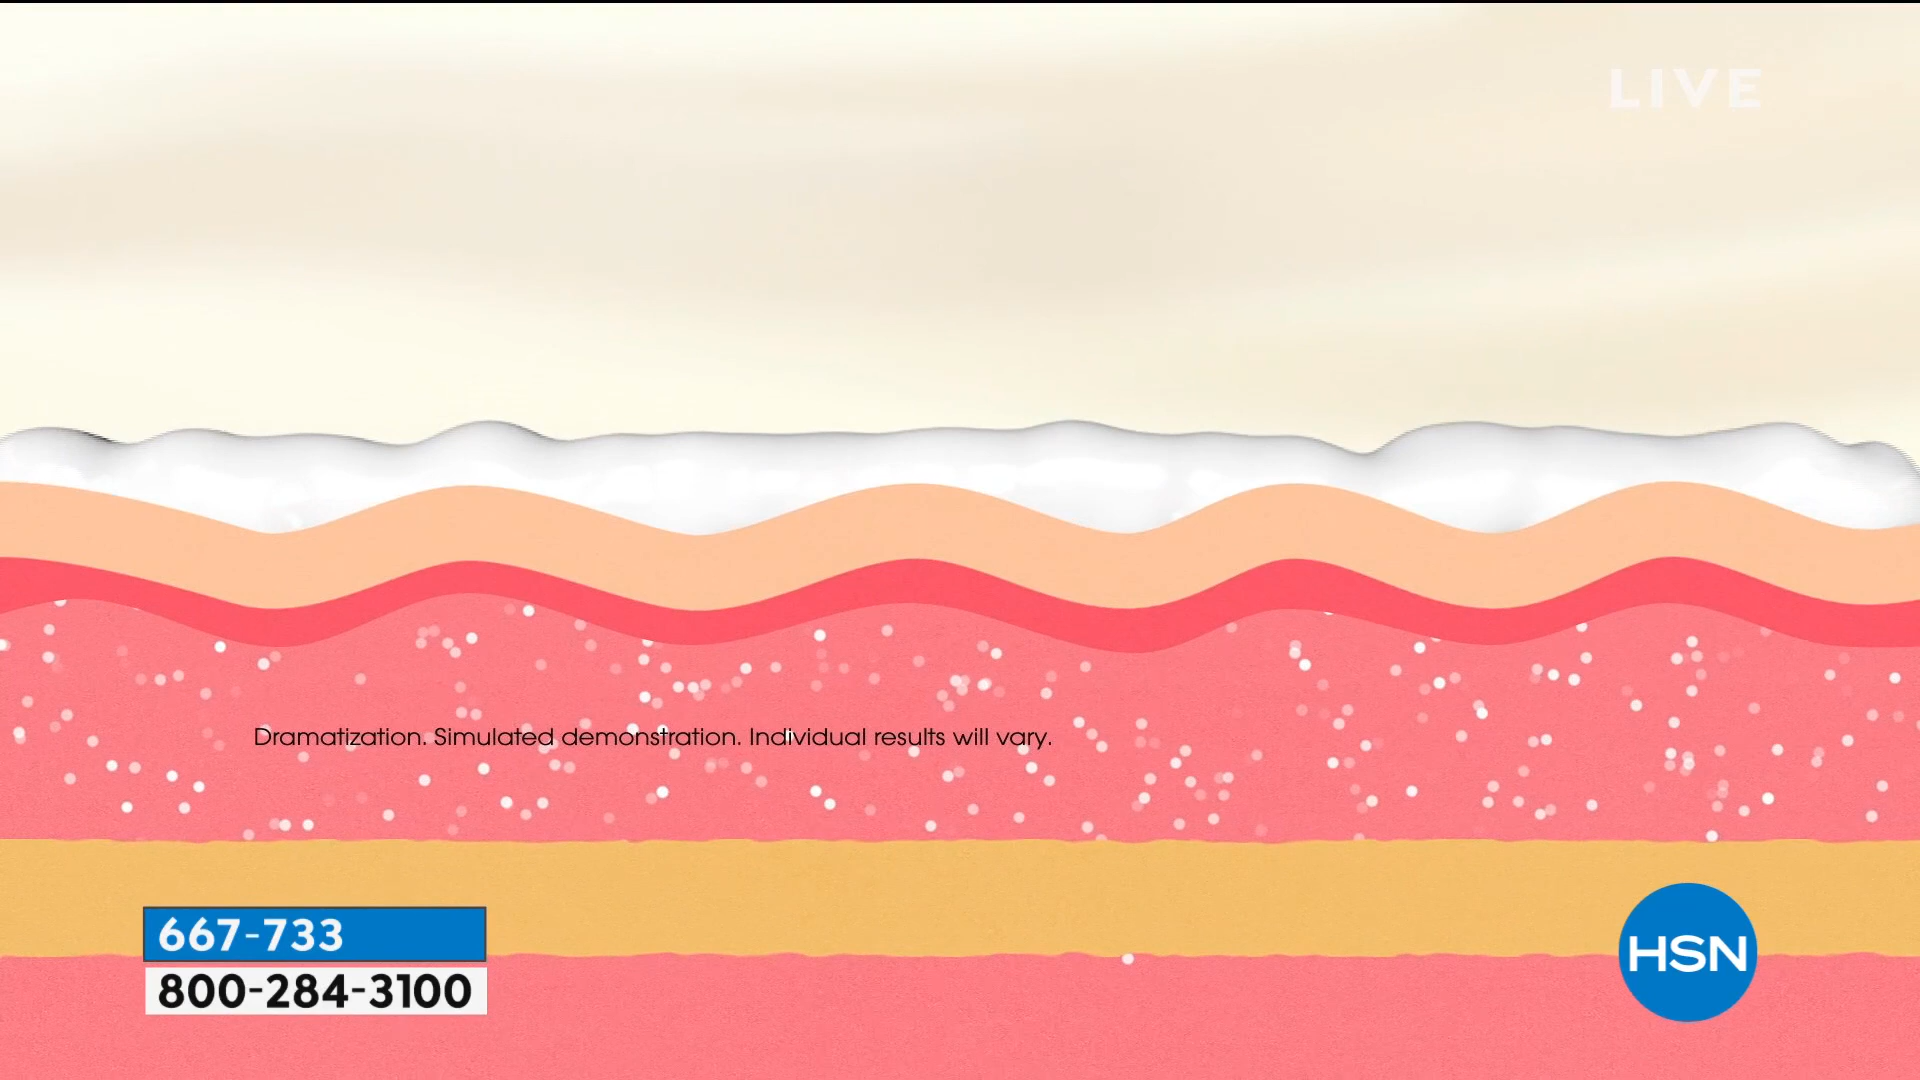 LIVE
Dramatization. Simulated demonstration. Individual results will vary.
667-733
800-284-3100
HSN